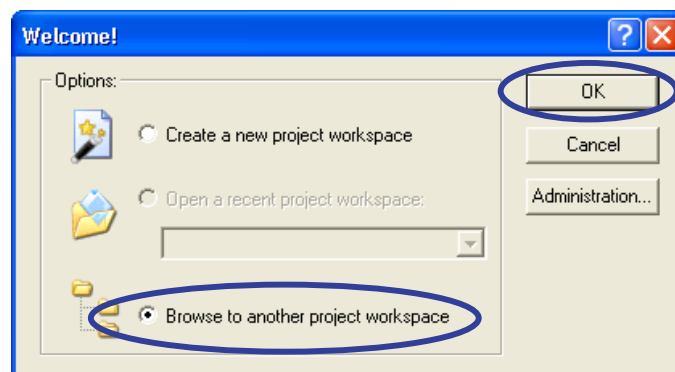 Welcome!
Options:
OK
Create a new project workspace
Cancel
Open a recent project workspace:
Administration...
Browse to another project workspace